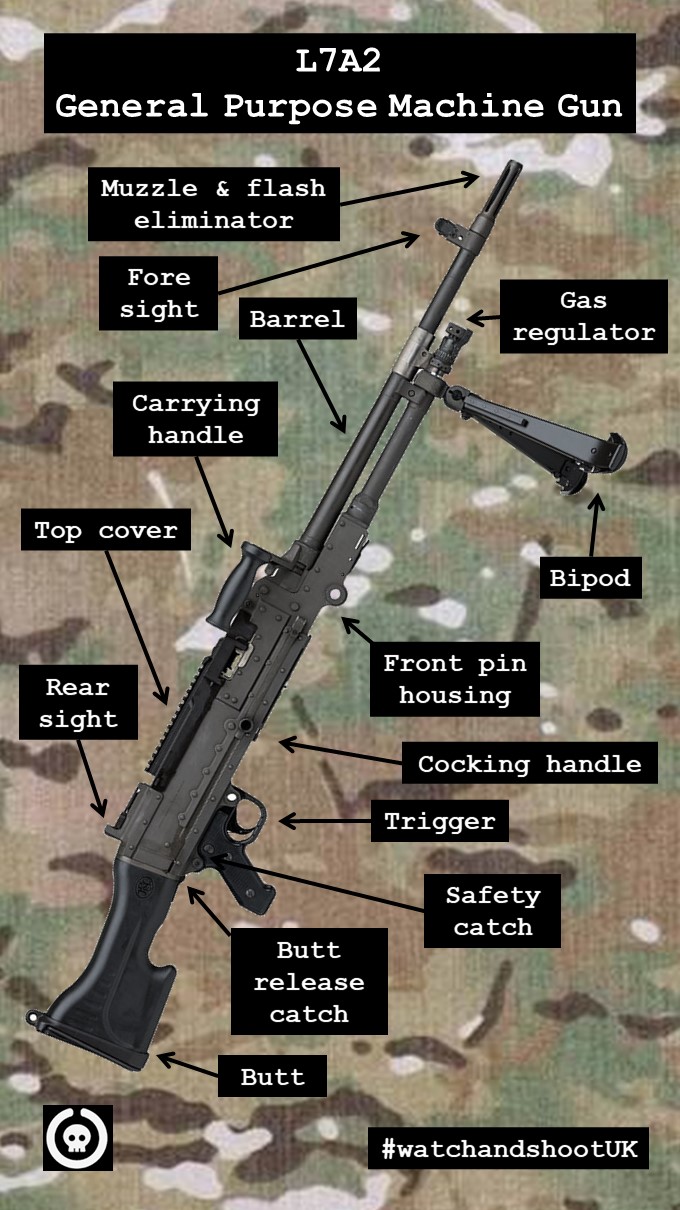 L7A2
General Purpose Machine Gun
Muzzle & flash
eliminator
Fore
sight
Gas
regulator
Barrel
Carrying
handle
Top cover
Bipod
Front pin
housing
Rear
sight
Cocking handle
Trigger
Safety
catch
Butt
release
catch
Butt
#watchandshootUK